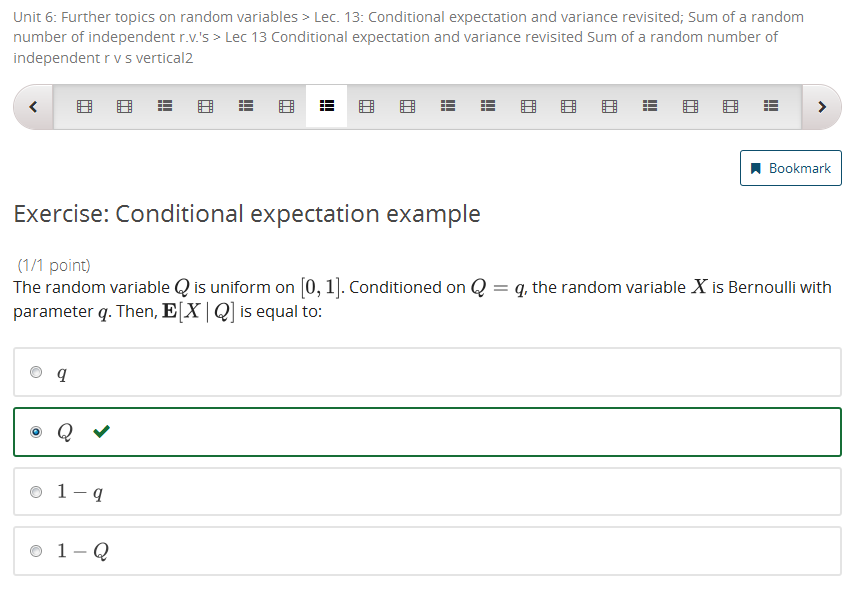 Unit 6: Further topics on random variables > Lec. 13: Conditional expectation and variance revisited; Sum of a random
number of independent r.v.'s > Lec 13 Conditional expectation and variance revisited Sum of a random number of
independent r v s vertical2
Bookmark
Exercise: Conditional expectation example
(1/1 point)
The random variable Q is uniform on [0, 1]. Conditioned on Q = q, the random variable X is Bernoulli with
parameter q. Then, E[X | Q] is equal to:
q
Q
1 − q
1 − Q